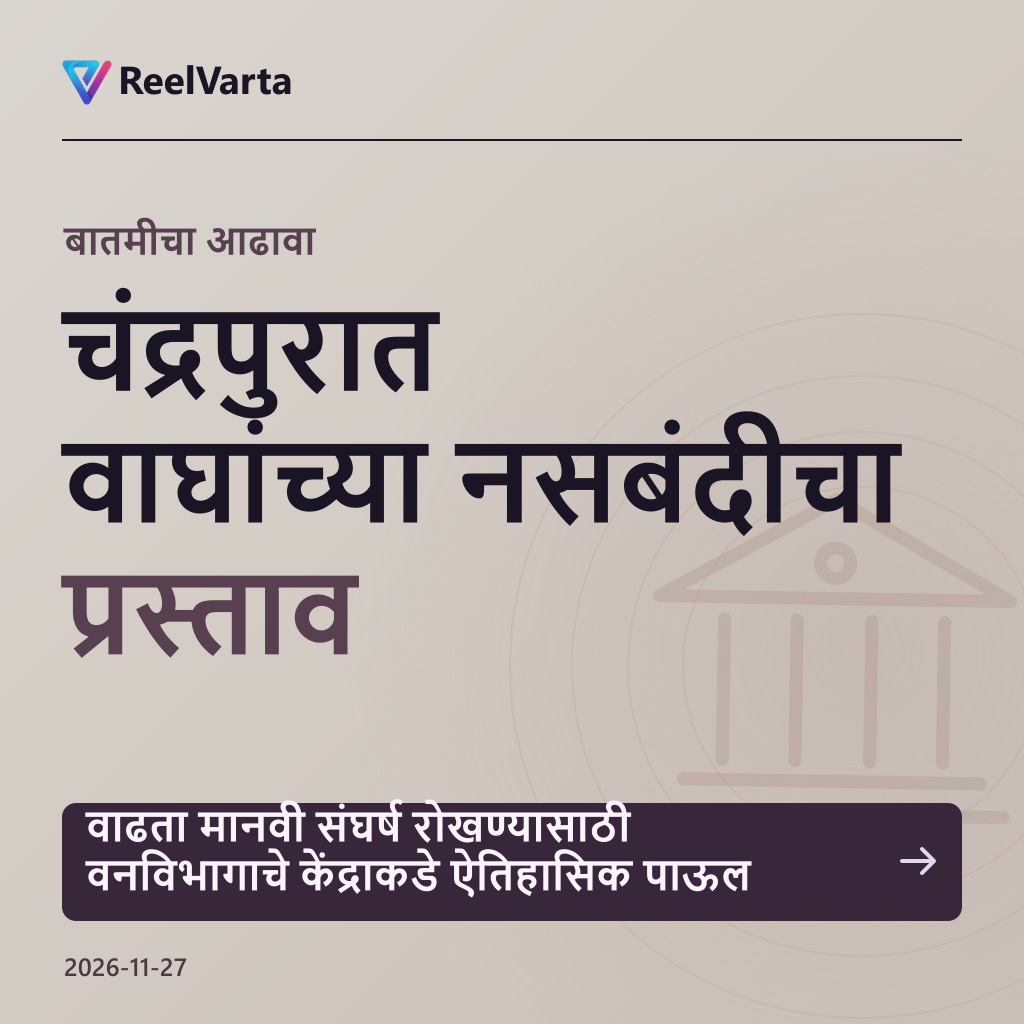 ReelVarta
बातमीचा आढावा
चंद्रपुरात
वाघांच्या नसबंदीचा
प्रस्ताव
वाढता मानवी संघर्ष रोखण्यासाठी
वनविभागाचे केंद्राकडे ऐतिहासिक पाऊल
2026-11-27